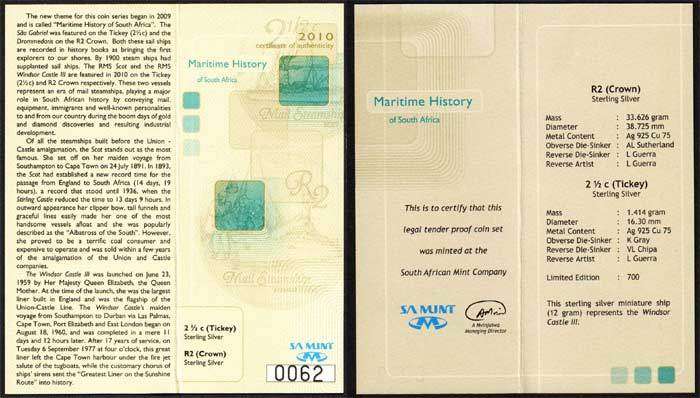 The new theme for this coin series began in 2009
and is called "Maritime History of South Africa". The
São Gabriel was featured on the Tickey (2½c) and the
Drommedaris on the R2 Crown. Both these sail ships
are recorded in history books as bringing the first
explorers to our shores. By 1900 steam ships had
supplanted sail ships. The RMS Scot and the RMS
Windsor Castle III are featured in 2010 on the Tickey
(2½c) and R2 Crown respectively. These two vessels
represent an era of mail steamships, playing a major
role in South African history by conveying mail,
equipment, immigrants and well-known personalities
to and from our country during the boom days of gold
and diamond discoveries and resulting industrial
development.
Of all the steamships built before the Union -
Castle amalgamation, the Scot stands out as the most
famous. She set off on her maiden voyage from
Southampton to Cape Town on 24 July 1891. In 1893,
the Scot had established a new record time for the
passage from England to South Africa (14 days, 19
hours), a record that stood until 1936, when the
Stirling Castle reduced the time to 13 days 9 hours. In
outward appearance her clipper bow, tall funnels and
graceful lines easily made her one of the most
handsome vessels afloat and she was popularly
described as the "Albatross of the South". However,
she proved to be a terrific coal consumer and
expensive to operate and was sold within a few years
of the amalgamation of the Union and Castle
companies.
The Windsor Castle III was launched on June 23,
1959 by Her Majesty Queen Elizabeth, the Queen
Mother. At the time of the launch, she was the largest
liner built in England and was the flagship of the
Union-Castle Line. The Windsor Castle's maiden
voyage from Southampton to Durban via Las Palmas,
Cape Town, Port Elizabeth and East London began on
August 18, 1960, and was completed in a mere 11
days and 12 hours later. After 17 years of service, on
Tuesday 6 September 1977 at four o'clock, this great
liner left the Cape Town harbour under the fire jet
salute of the tugboats, while the customary chorus of
ships' sirens sent the "Greatest Liner on the Sunshine
Route" into history.
2½c
2010
certificate of authenticity
Maritime History
of South Africa
Mail Steamships
R2
Mail Steamships
2 ½ c (Tickey)
Sterling Silver
R2 (Crown)
Sterling Silver
SA MINT
0062
Maritime History
of South Africa
This is to certify that this
legal tender proof coin set
was minted at the
South African Mint Company
SA MINT
A Mvinjelwa
Managing Director
R2 (Crown)
Sterling Silver
Mass : 33.626 gram
Diameter : 38.725 mm
Metal Content : Ag 925 Cu 75
Obverse Die-Sinker : AL Sutherland
Reverse Die-Sinker : L Guerra
Reverse Artist : L Guerra
2 ½ c (Tickey)
Sterling Silver
Mass : 1.414 gram
Diameter : 16.30 mm
Metal Content : Ag 925 Cu 75
Obverse Die-Sinker : K Gray
Reverse Die-Sinker : VL Chipa
Reverse Artist : L Guerra
Limited Edition : 700
This sterling silver miniature ship
(12 gram) represents the Windsor
Castle III.